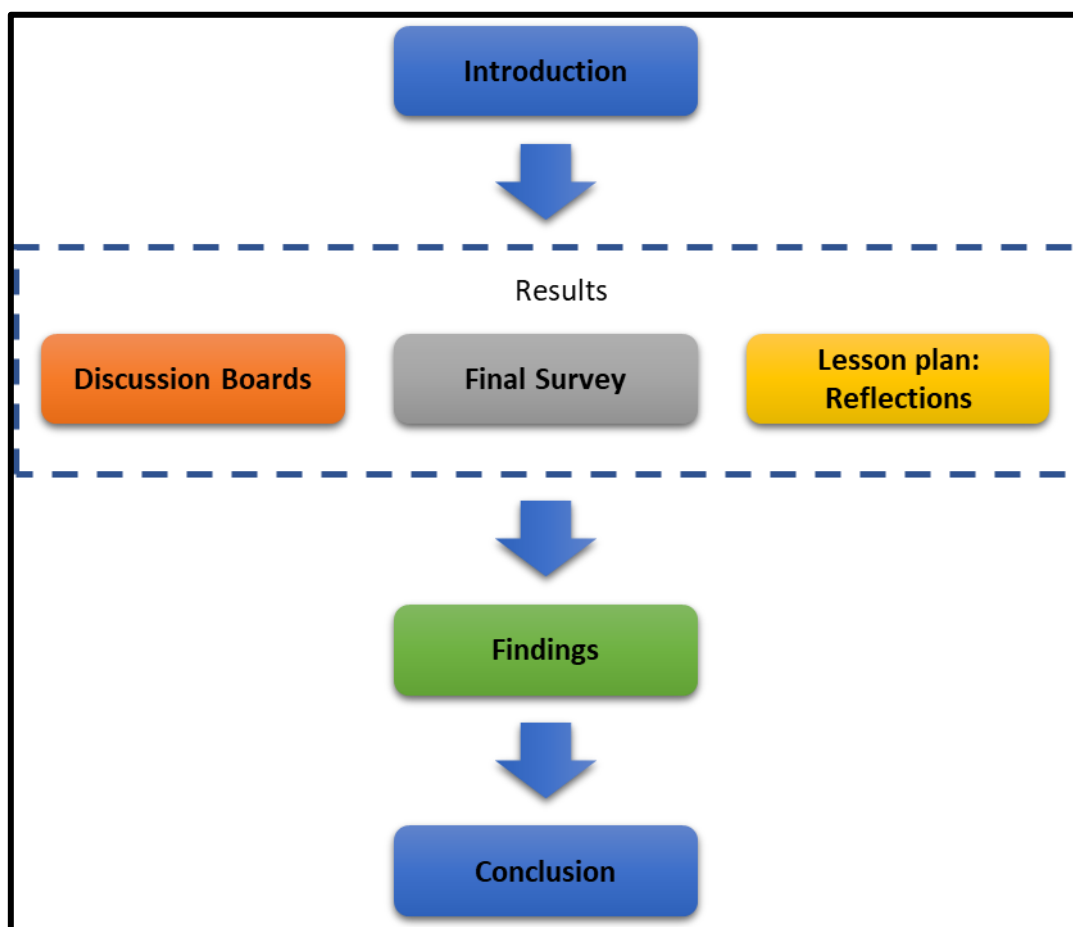 Introduction
Results
Discussion Boards
Final Survey
Lesson plan:
Reflections
Findings
Conclusion